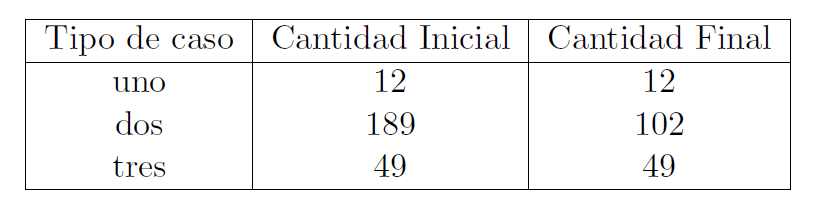 Tipo de caso Cantidad Inicial Cantidad Final
uno 12 12
dos 189 102
tres 49 49